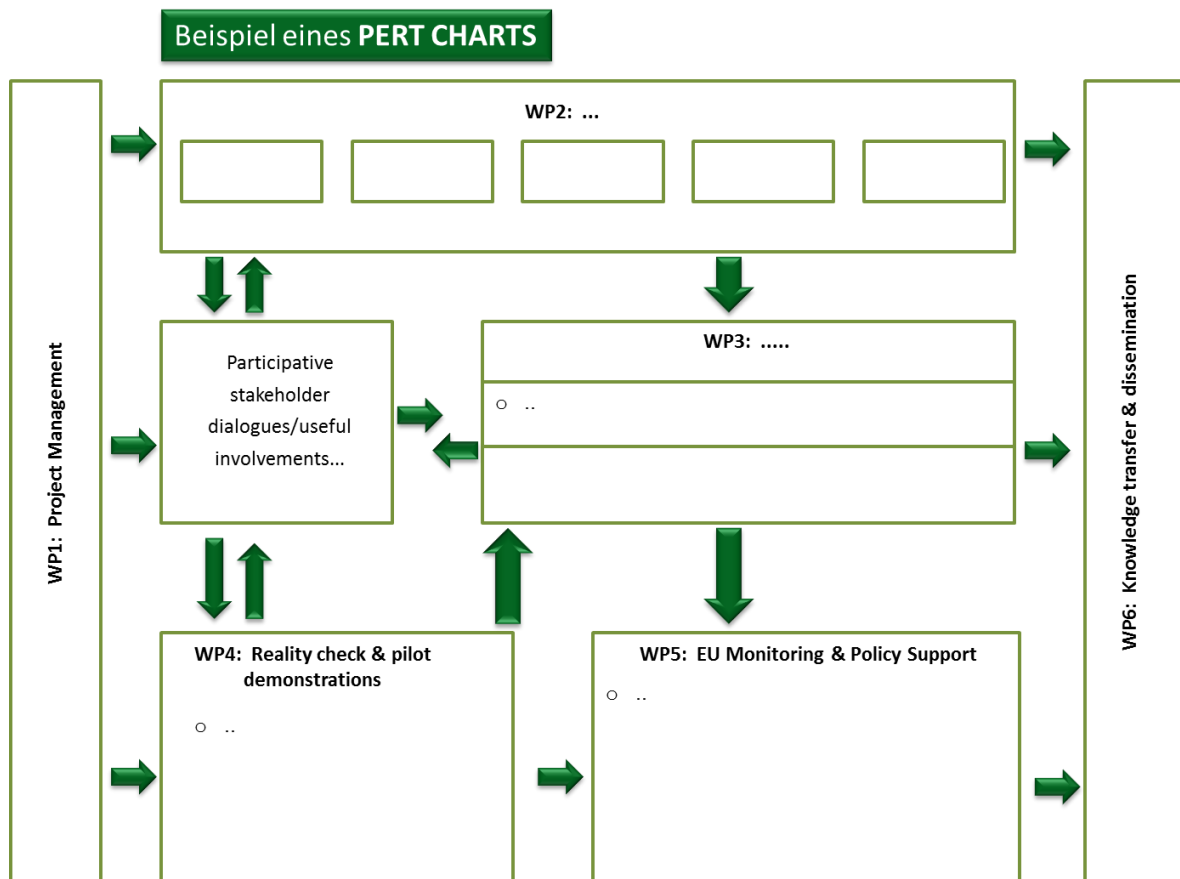 Beispiel eines PERT CHARTS
WP1:  Project Management
WP2:  ...
Participative
stakeholder
dialogues/useful
involvements...
WP3:  .....
o ..
WP4:  Reality check & pilot
demonstrations
o ..
WP5:  EU Monitoring & Policy Support
o ..
WP6:  Knowledge transfer & dissemination